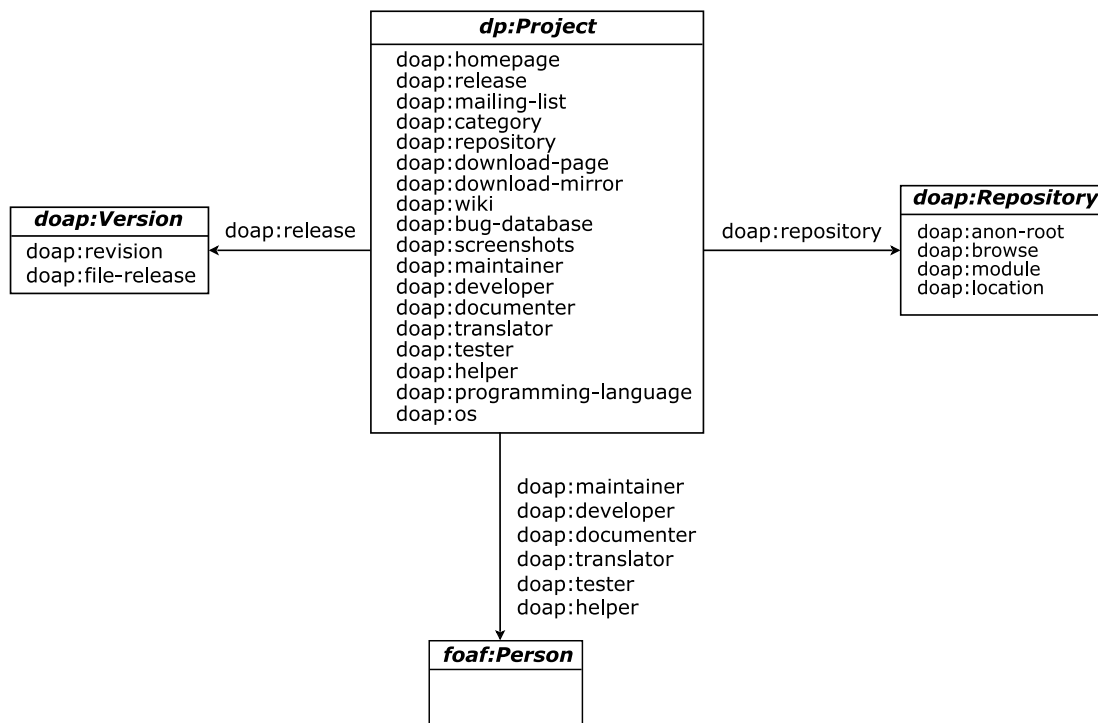 dp:Project
doap:homepage
doap:release
doap:mailing-list
doap:category
doap:repository
doap:download-page
doap:download-mirror
doap:wiki
doap:bug-database
doap:screenshots
doap:maintainer
doap:developer
doap:documenter
doap:translator
doap:tester
doap:helper
doap:programming-language
doap:os
doap:Version
doap:revision
doap:file-release
doap:release
doap:repository
doap:Repository
doap:anon-root
doap:browse
doap:module
doap:location
doap:maintainer
doap:developer
doap:documenter
doap:translator
doap:tester
doap:helper
foaf:Person